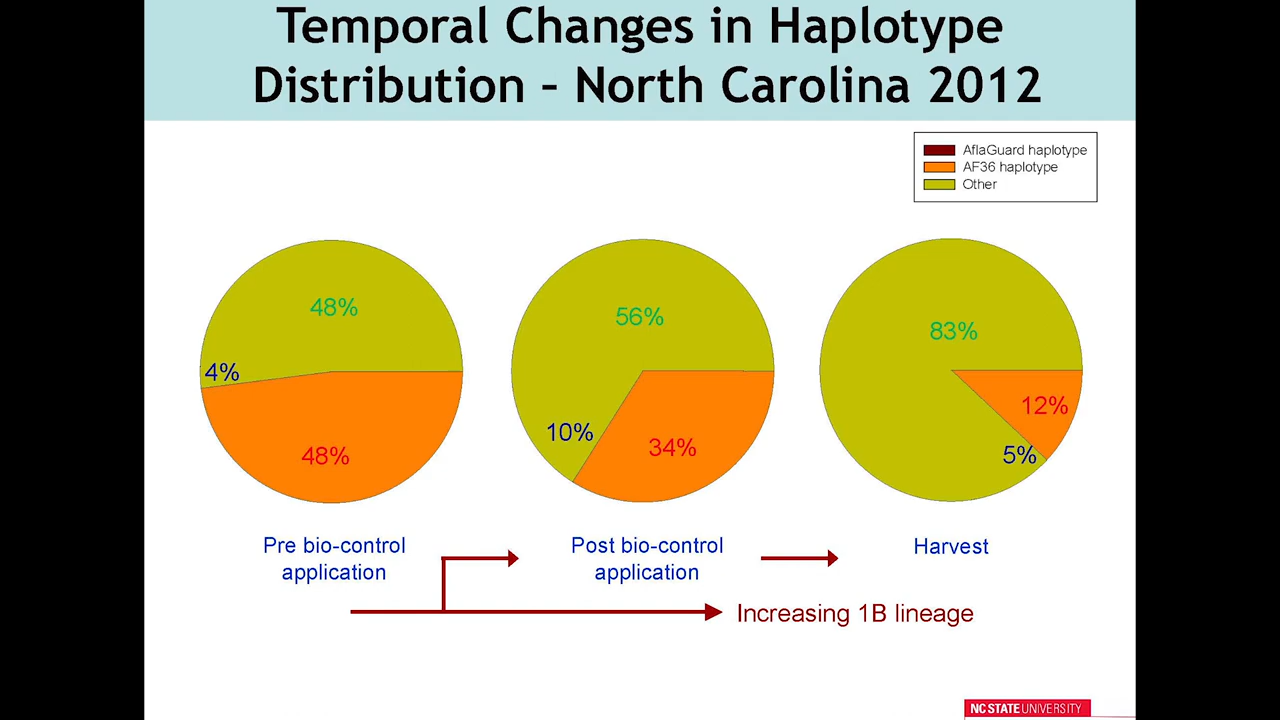 Temporal Changes in Haplotype
Distribution – North Carolina 2012
AflaGuard haplotype
AF36 haplotype
Other
48%
4%
48%
56%
10%
34%
83%
12%
5%
Pre bio-control
application
Post bio-control
application
Harvest
Increasing 1B lineage
NC STATE UNIVERSITY